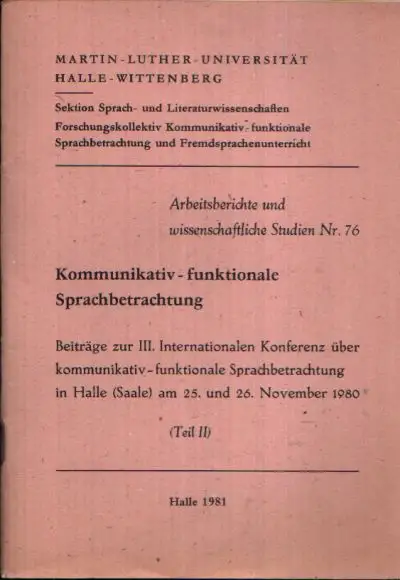 MARTIN-LUTHER-UNIVERSITÄT
HALLE-WITTENBERG
Sektion Sprach- und Literaturwissenschaften
Forschungskollektiv Kommunikativ-funktionale
Sprachbetrachtung und Fremdsprachenunterricht
Arbeitsberichte und
wissenschaftliche Studien Nr. 76
Kommunikativ-funktionale
Sprachbetrachtung
Beiträge zur III. Internationalen Konferenz über
kommunikativ-funktionale Sprachbetrachtung
in Halle (Saale) am 25. und 26. November 1980
(Teil II)
Halle 1981